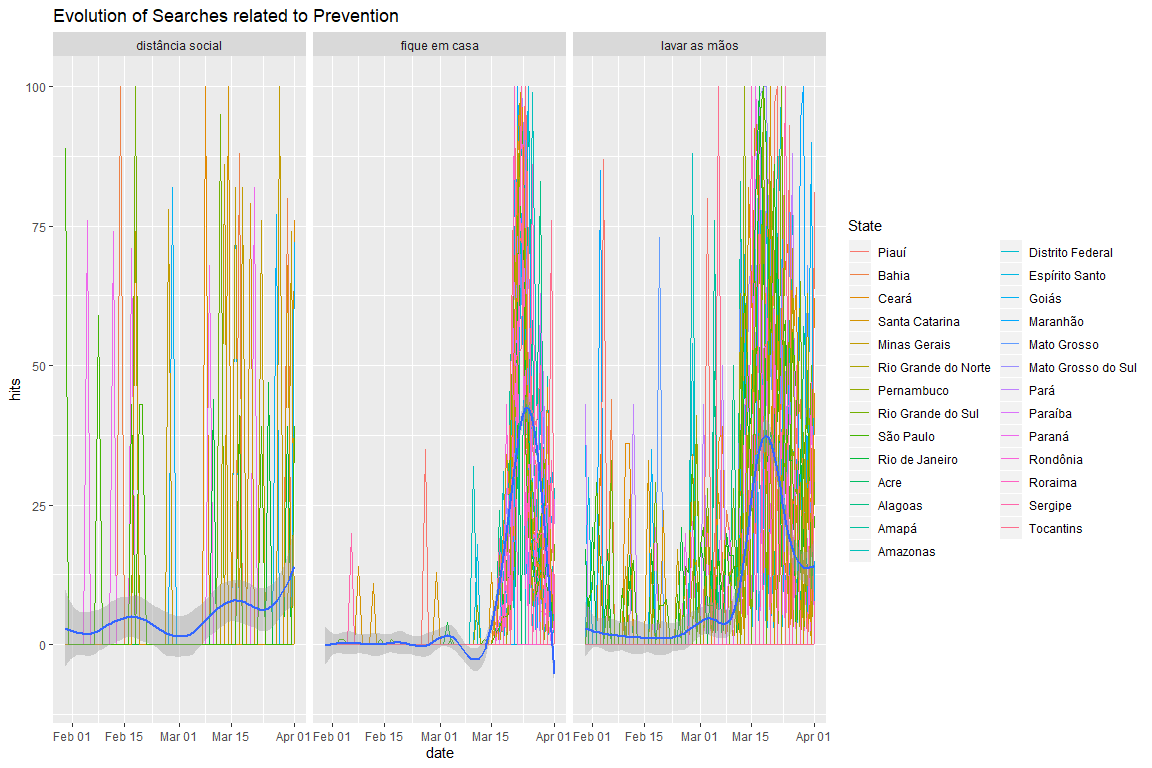 Evolution of Searches related to Prevention
distância social
fique em casa
lavar as mãos
hits
100
75
50
25
0
Feb 01
Feb 15
Mar 01
Mar 15
Apr 01
Feb 01
Feb 15
Mar 01
Mar 15
Apr 01
Feb 01
Feb 15
Mar 01
Mar 15
Apr 01
date
State
Piauí
Bahia
Ceará
Santa Catarina
Minas Gerais
Rio Grande do Norte
Pernambuco
Rio Grande do Sul
São Paulo
Rio de Janeiro
Acre
Alagoas
Amapá
Amazonas
Distrito Federal
Espírito Santo
Goiás
Maranhão
Mato Grosso
Mato Grosso do Sul
Pará
Paraíba
Paraná
Rondônia
Roraima
Sergipe
Tocantins